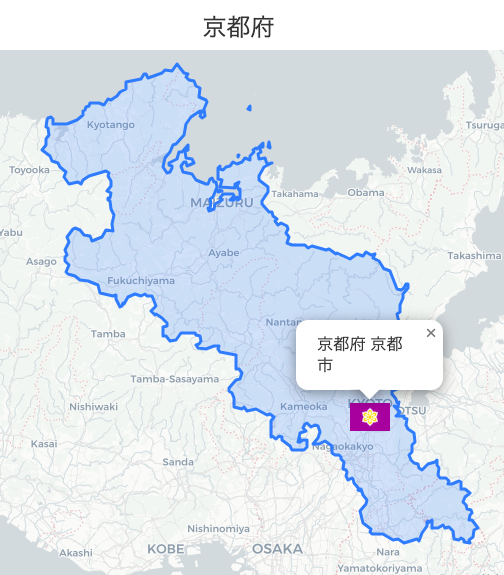 京都府
Kyotango
Tsuruga
Toyooka
Wakasa
Takahama
Obama
MAIZURU
Yabu
Ayabe
Takashima
Asago
Fukuchiyama
Nantan
Tamba
×
京都府 京都
市
Tamba-Sasayama
Nishiwaki
Kameoka
KYOTO
OTSU
Kasai
Nagaokakyo
Sanda
Nishinomiya
Akashi
KOBE
OSAKA
Nara
Yamatokoriyama